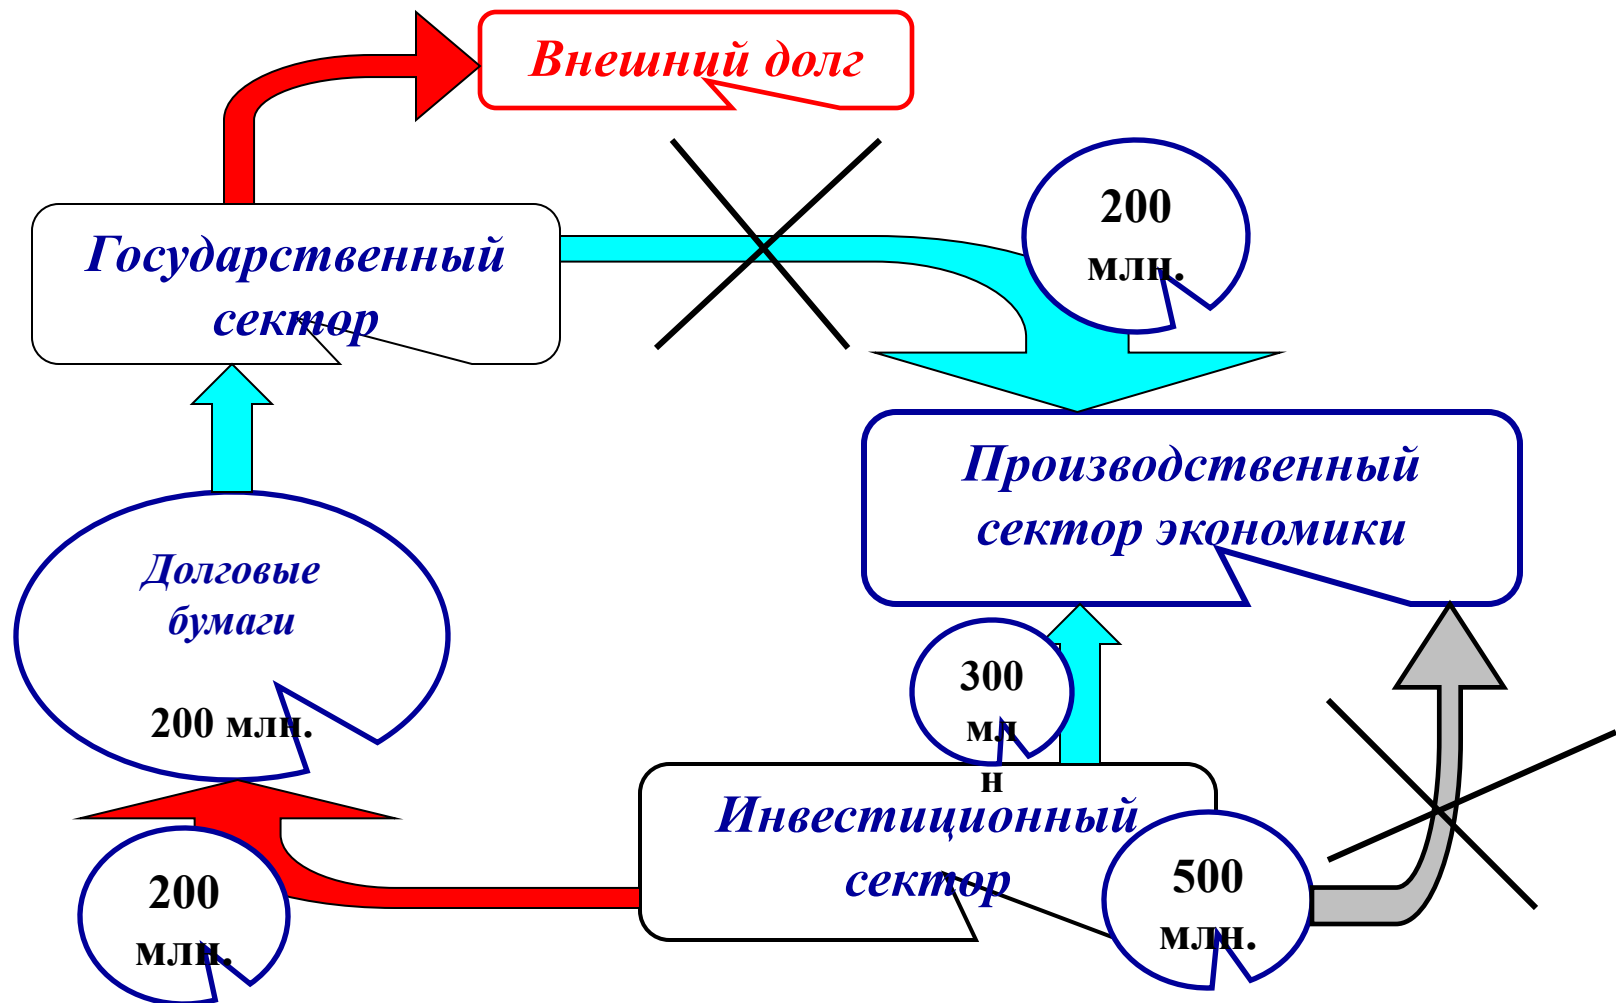 Внешний долг
200
млн.
Государственный
сектор
Производственный
сектор экономики
Долговые
бумаги
200 млн.
300
мл
н
Инвестиционный
сектор
500
млн.
200
млн.